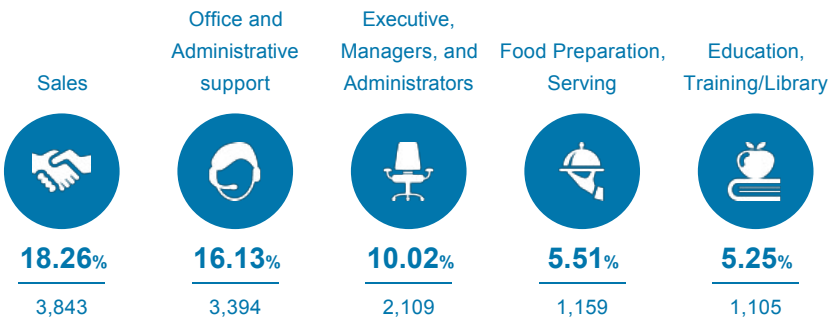 Sales
Office and
Administrative
support
Executive,
Managers, and
Administrators
Food Preparation,
Serving
Education,
Training/Library
18.26%
16.13%
10.02%
5.51%
5.25%
3,843
3,394
2,109
1,159
1,105